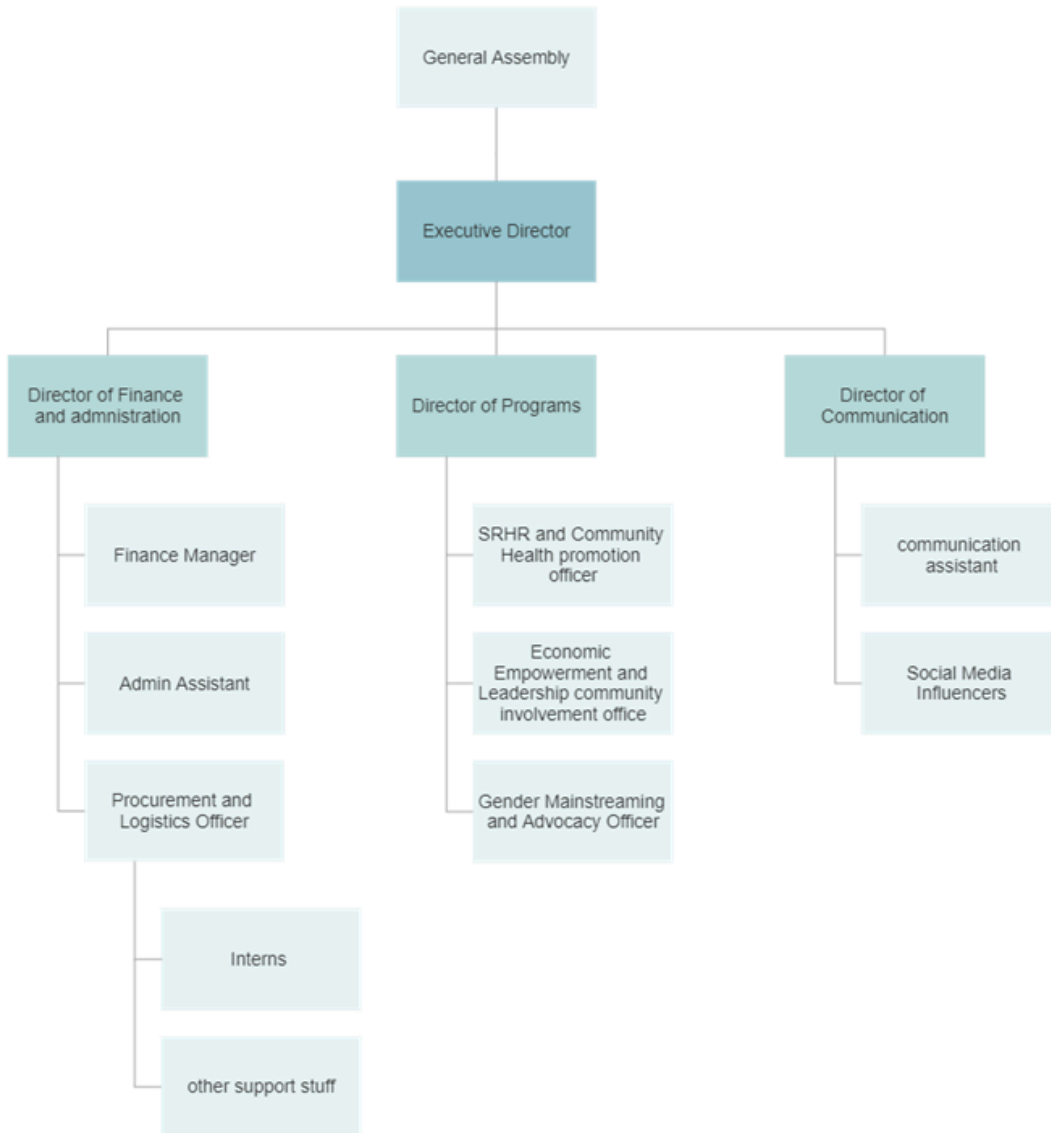 General Assembly
Executive Director
Director of Finance
and admnistration
Director of Programs
Director of
Communication
Finance Manager
SRHR and Community
Health promotion
officer
communication
assistant
Admin Assistant
Economic
Empowerment and
Leadership community
involvement office
Social Media
Influencers
Procurement and
Logistics Officer
Gender Mainstreaming
and Advocacy Officer
Interns
other support stuff